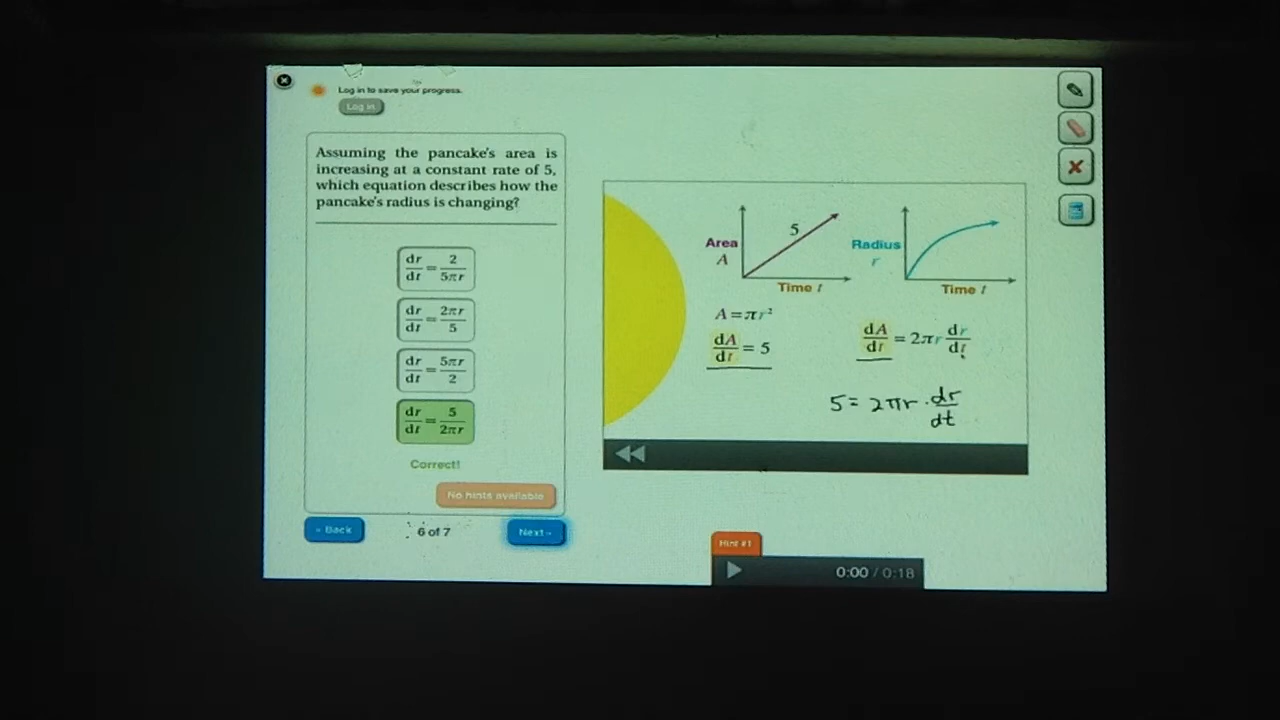 Log in to save your progress.
Log in
Assuming the pancake's area is
increasing at a constant rate of 5,
which equation describes how the
pancake's radius is changing?
dr/dt = 2/5πr
dr/dt = 2πr/5
dr/dt = 5πr/2
dr/dt = 5/2πr
Correct!
No hints available
Back
6 of 7
Next
Area
A
5
Time t
Radius
r
Time t
A = πr²
dA/dt = 5
dA/dt = 2πr dr/dt
5 = 2πr · dr/dt
Hint #1
0:00 / 0:18